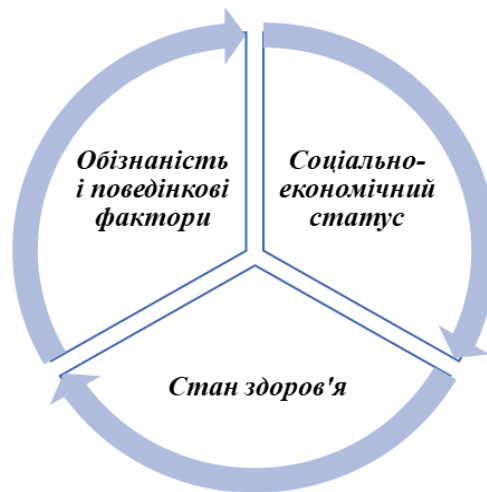 Обізнаність
і поведінкові
фактори
Соціально-
економічний
статус
Стан здоров'я